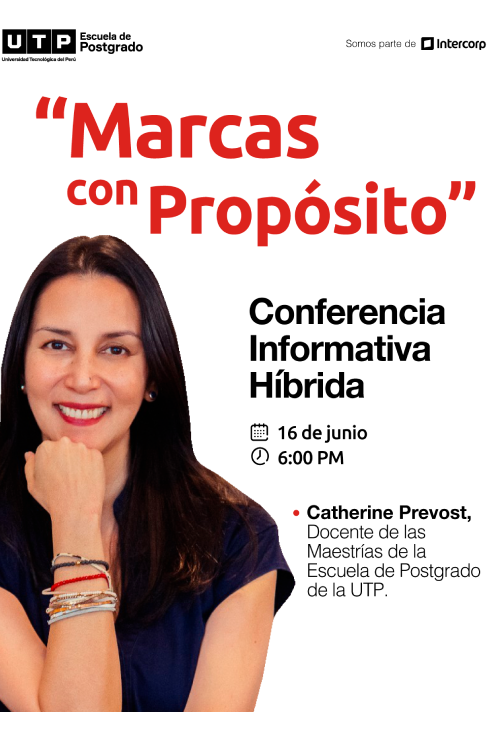 UTP Escuela de
Postgrado
Universidad Tecnológica del Perú
Somos parte de Intercorp
“Marcas
con Propósito”
Conferencia
Informativa
Híbrida
16 de junio
6:00 PM
• Catherine Prevost,
Docente de las
Maestrías de la
Escuela de Postgrado
de la UTP.